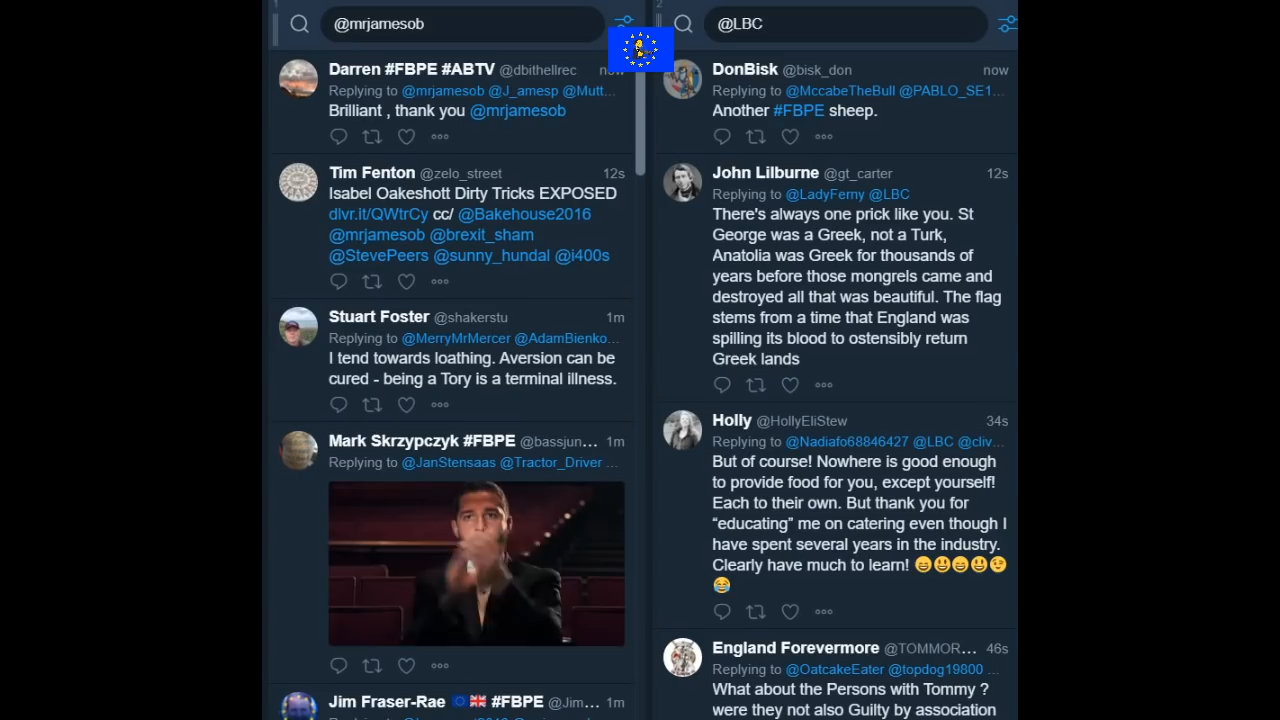 1
@mrjamesob
Darren #FBPE #ABTV @dbithellrec now
Replying to @mrjamesob @J_amesp @Mutt...
Brilliant , thank you @mrjamesob
Tim Fenton @zelo_street 12s
Isabel Oakeshott Dirty Tricks EXPOSED
dlvr.it/QWtrCy cc/ @Bakehouse2016
@mrjamesob @brexit_sham
@StevePeers @sunny_hundal @i400s
Stuart Foster @shakerstu 1m
Replying to @MerryMrMercer @AdamBienko...
I tend towards loathing. Aversion can be
cured - being a Tory is a terminal illness.
Mark Skrzypczyk #FBPE @bassjun... 1m
Replying to @JanStensaas @Tractor_Driver ...
Jim Fraser-Rae 🇪🇺🇬🇧 #FBPE @Jim... 1m
2
@LBC
DonBisk @bisk_don now
Replying to @MccabeTheBull @PABLO_SE1...
Another #FBPE sheep.
John Lilburne @gt_carter 12s
Replying to @LadyFerny @LBC
There's always one prick like you. St
George was a Greek, not a Turk,
Anatolia was Greek for thousands of
years before those mongrels came and
destroyed all that was beautiful. The flag
stems from a time that England was
spilling its blood to ostensibly return
Greek lands
Holly @HollyEliStew 34s
Replying to @Nadiafo68846427 @LBC @cliv...
But of course! Nowhere is good enough
to provide food for you, except yourself!
Each to their own. But thank you for
“educating” me on catering even though I
have spent several years in the industry.
Clearly have much to learn! 😄😃😄😃😉
😂
England Forevermore @TOMMOR... 46s
Replying to @OatcakeEater @topdog19800 ...
What about the Persons with Tommy ?
were they not also Guilty by association